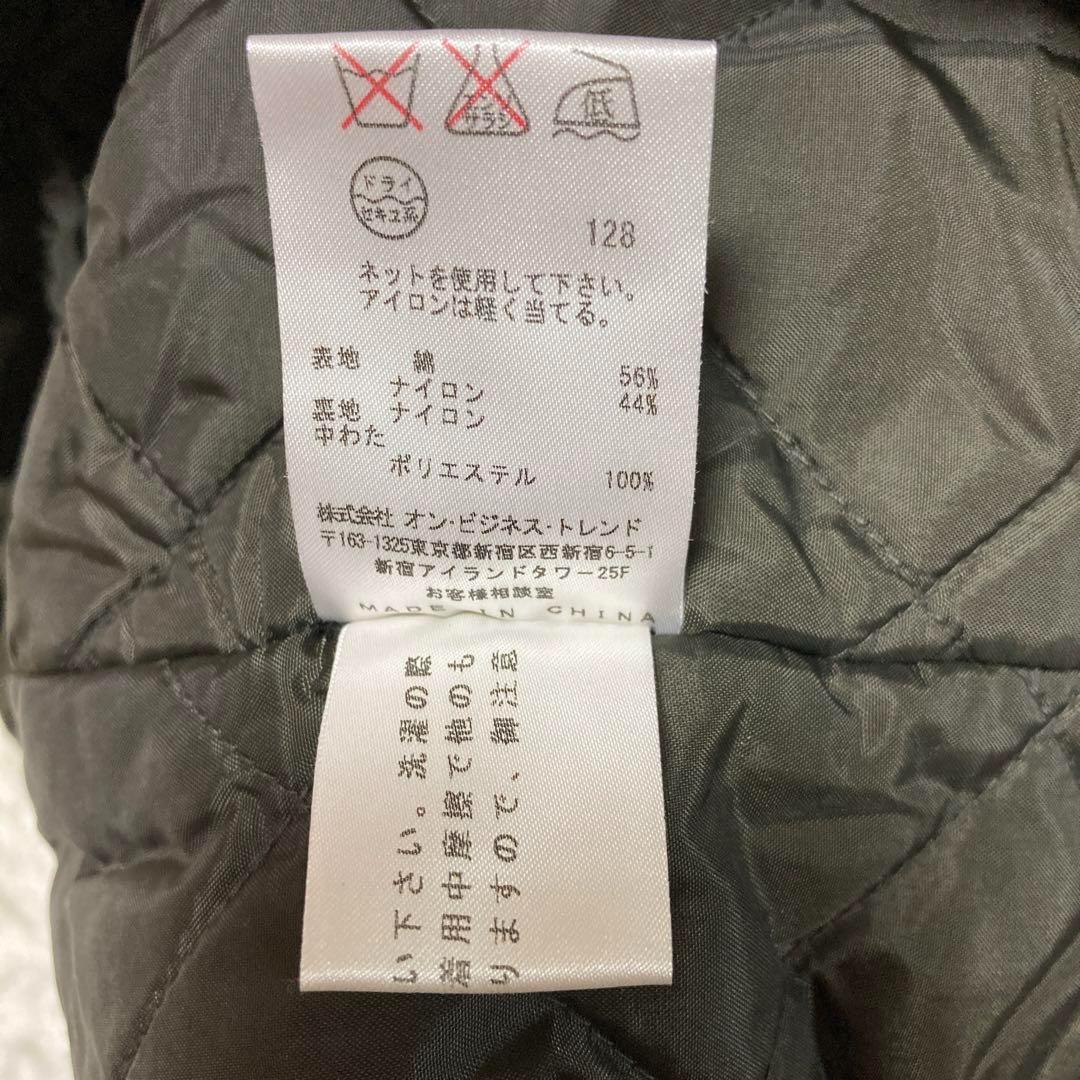 エンソ
サラシ
低
ドライ
セキユ系
128
ネットを使用して下さい。
アイロンは軽く当てる。
表地 綿 56%
ナイロン 44%
裏地 ナイロン
中わた
ポリエステル 100%
株式会社 オン・ビジネス・トレンド
〒163-1325東京都新宿区西新宿6-5-1
新宿アイランドタワー25F
お客様相談室
MADE IN CHINA
り ま す の で 、 御 注 意
着 用 中 摩 擦 で 他 の も
い 下 さ い 。 洗 濯 の 際